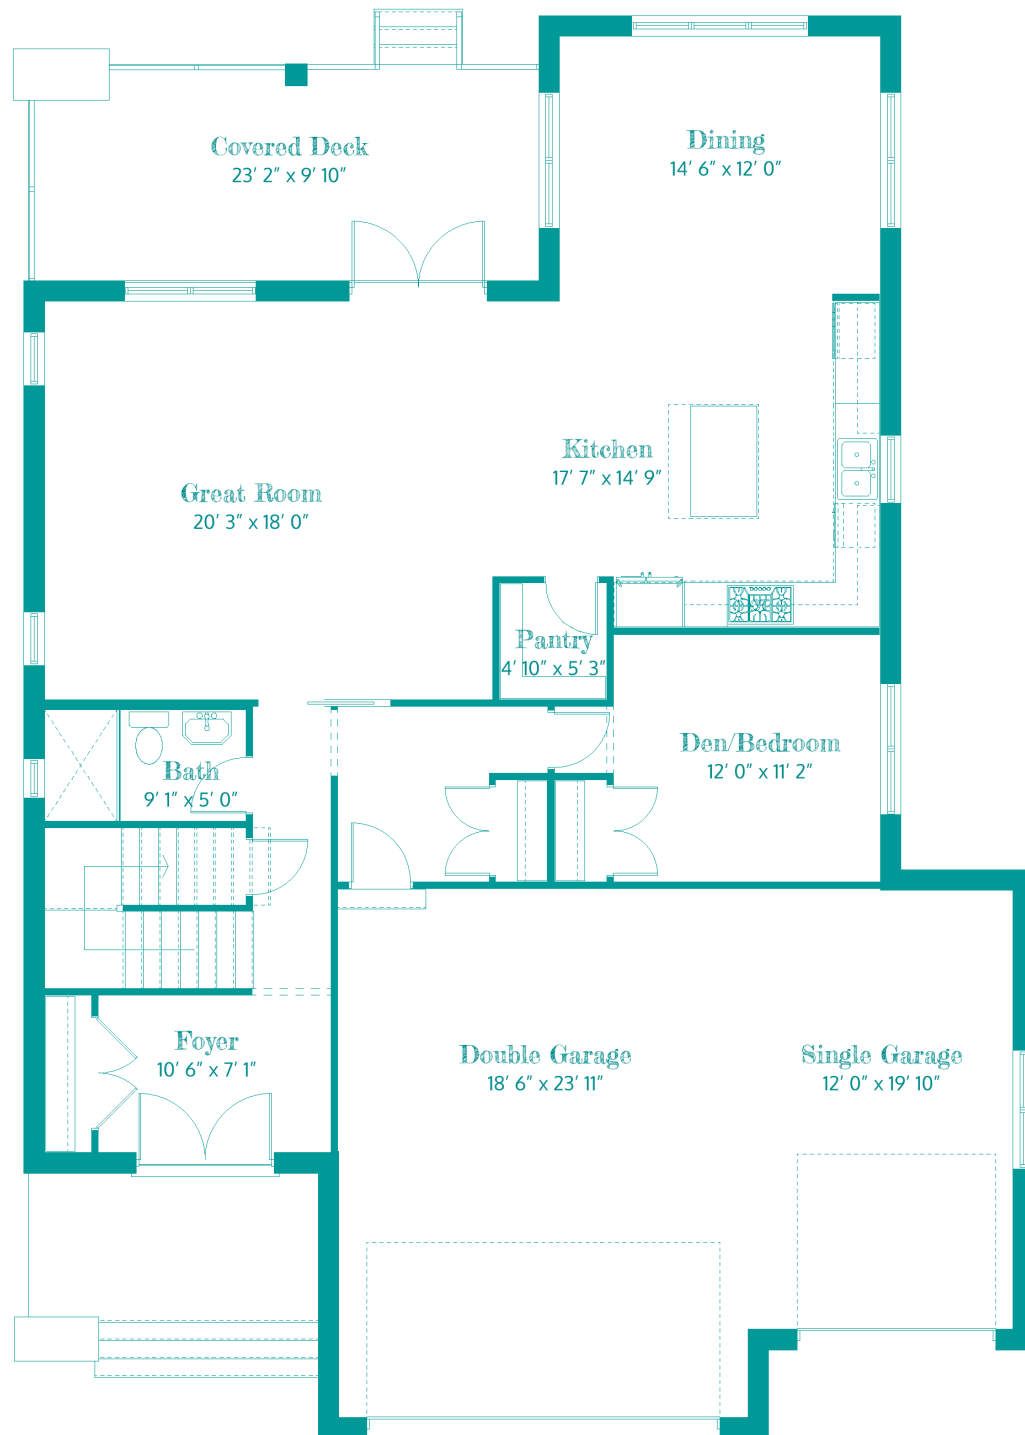 Covered Deck
23' 2" x 9' 10"
Dining
14' 6" x 12' 0"
Kitchen
17' 7" x 14' 9"
Great Room
20' 3" x 18' 0"
Pantry
4' 10" x 5' 3"
Den/Bedroom
12' 0" x 11' 2"
Bath
9' 1" x 5' 0"
Foyer
10' 6" x 7' 1"
Double Garage
18' 6" x 23' 11"
Single Garage
12' 0" x 19' 10"